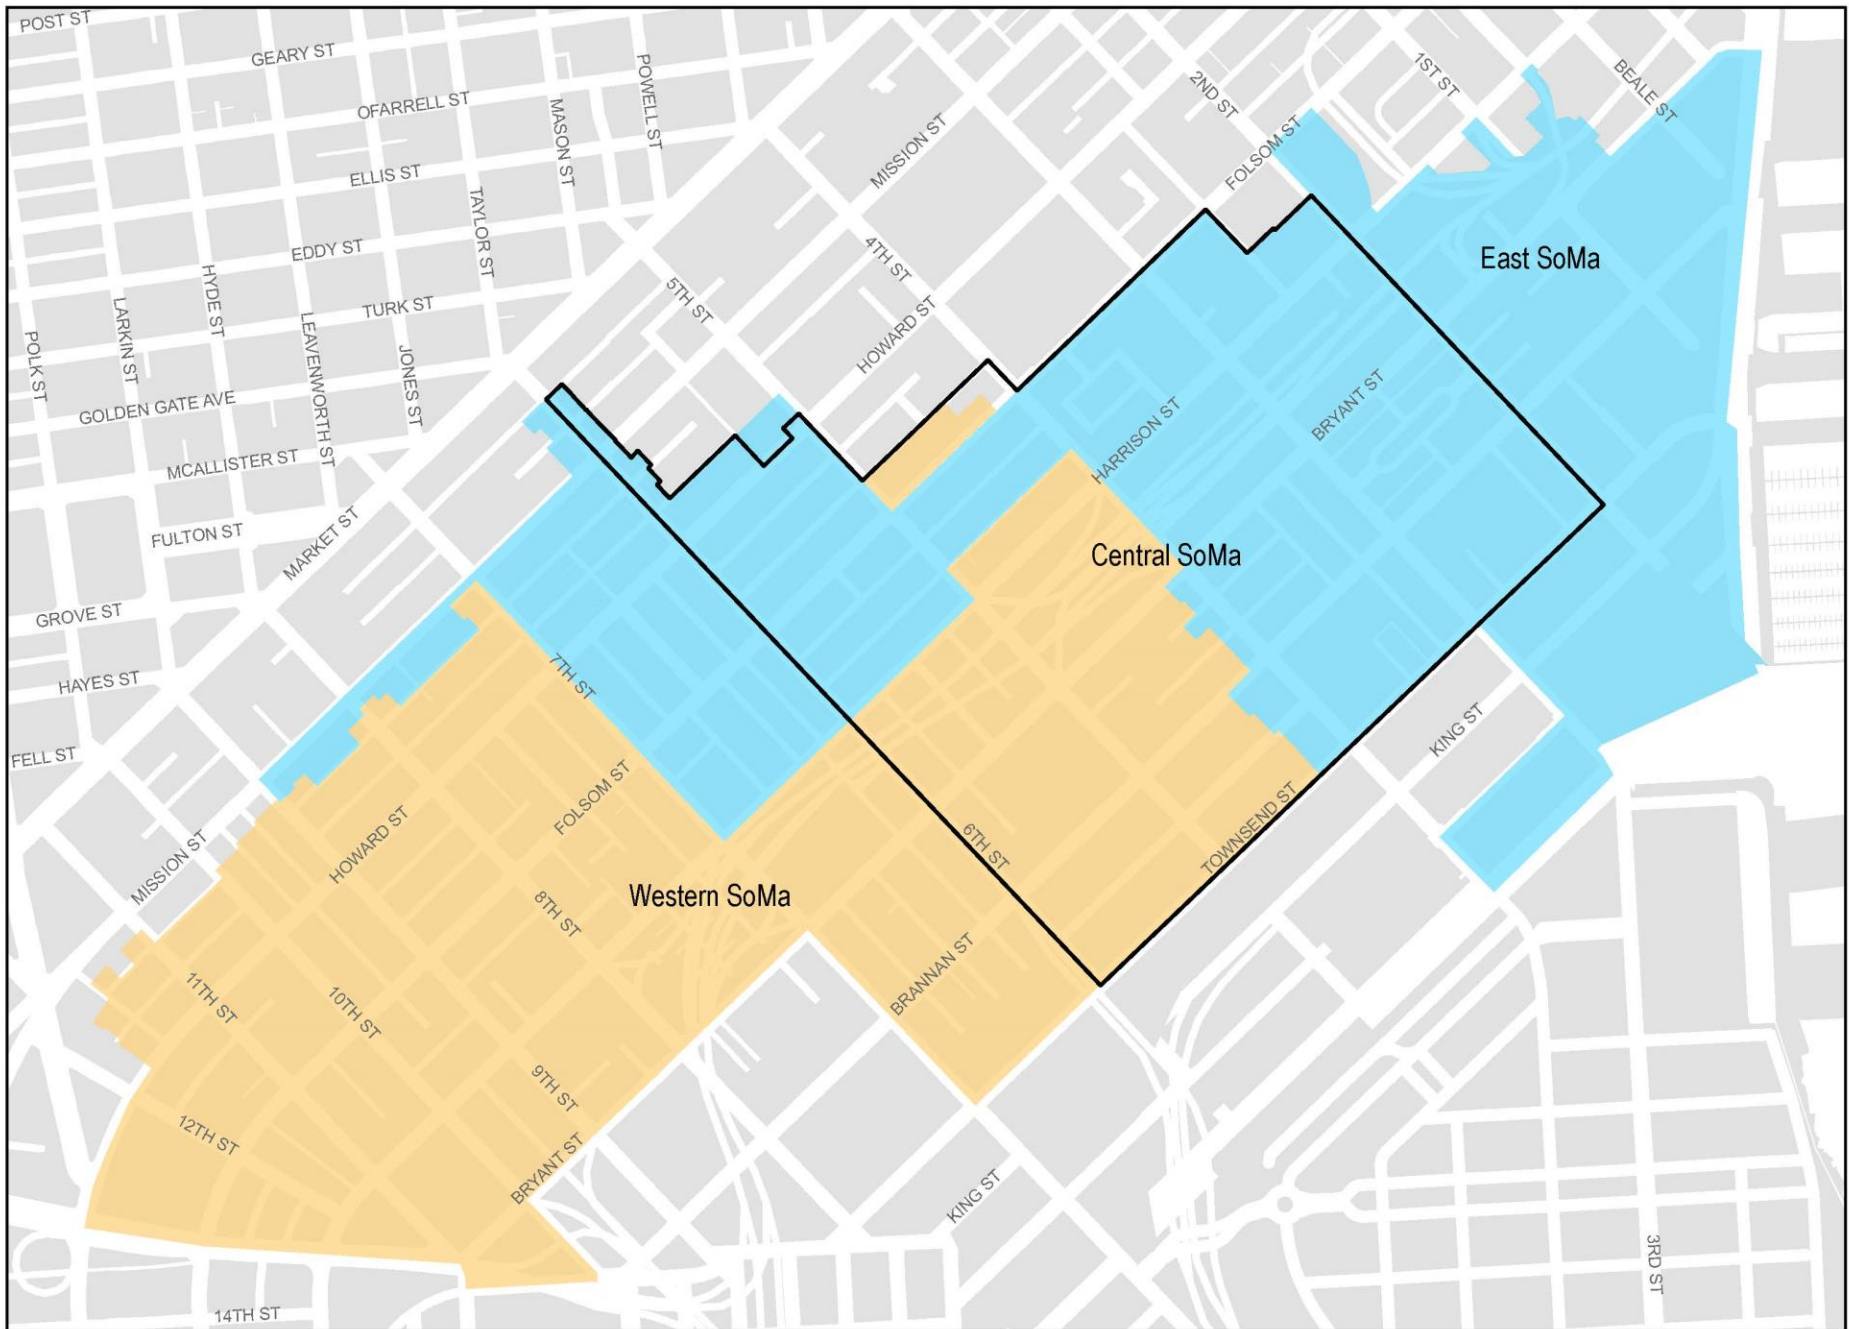 POST ST
GEARY ST
OFARRELL ST
ELLIS ST
EDDY ST
TURK ST
GOLDEN GATE AVE
MCALLISTER ST
FULTON ST
GROVE ST
HAYES ST
FELL ST
POLK ST
LARKIN ST
HYDE ST
LEAVENWORTH ST
JONES ST
TAYLOR ST
MASON ST
POWELL ST
MARKET ST
MISSION ST
MISSION ST
2ND ST
1ST ST
BEALE ST
FOLSOM ST
4TH ST
5TH ST
HOWARD ST
East SoMa
HARRISON ST
BRYANT ST
Central SoMa
7TH ST
FOLSOM ST
HOWARD ST
8TH ST
Western SoMa
6TH ST
TOWNSEND ST
KING ST
BRANNAN ST
11TH ST
10TH ST
9TH ST
12TH ST
BRYANT ST
KING ST
3RD ST
14TH ST